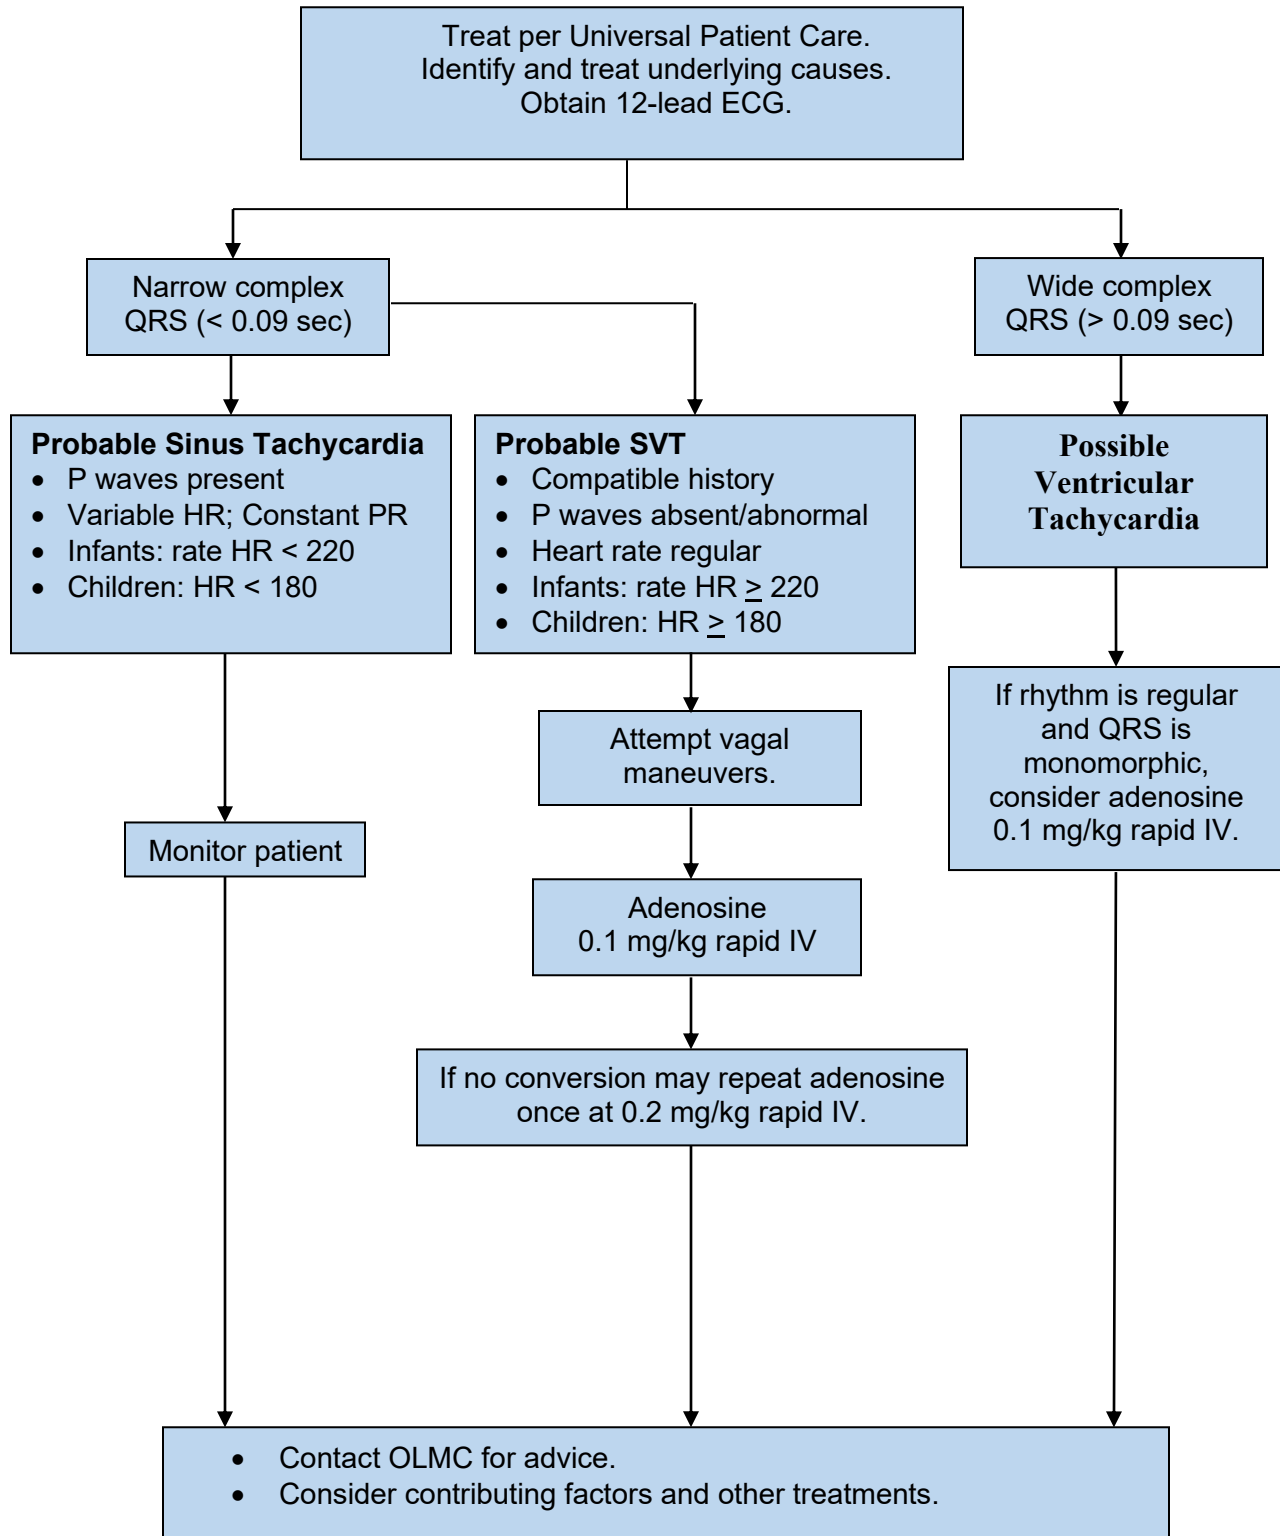 Treat per Universal Patient Care.
Identify and treat underlying causes.
Obtain 12-lead ECG.
Narrow complex
QRS (< 0.09 sec)
Wide complex
QRS (> 0.09 sec)
Probable Sinus Tachycardia
• P waves present
• Variable HR; Constant PR
• Infants: rate HR < 220
• Children: HR < 180
Probable SVT
• Compatible history
• P waves absent/abnormal
• Heart rate regular
• Infants: rate HR ≥ 220
• Children: HR ≥ 180
Possible
Ventricular
Tachycardia
Monitor patient
Attempt vagal
maneuvers.
Adenosine
0.1 mg/kg rapid IV
If no conversion may repeat adenosine
once at 0.2 mg/kg rapid IV.
If rhythm is regular
and QRS is
monomorphic,
consider adenosine
0.1 mg/kg rapid IV.
• Contact OLMC for advice.
• Consider contributing factors and other treatments.